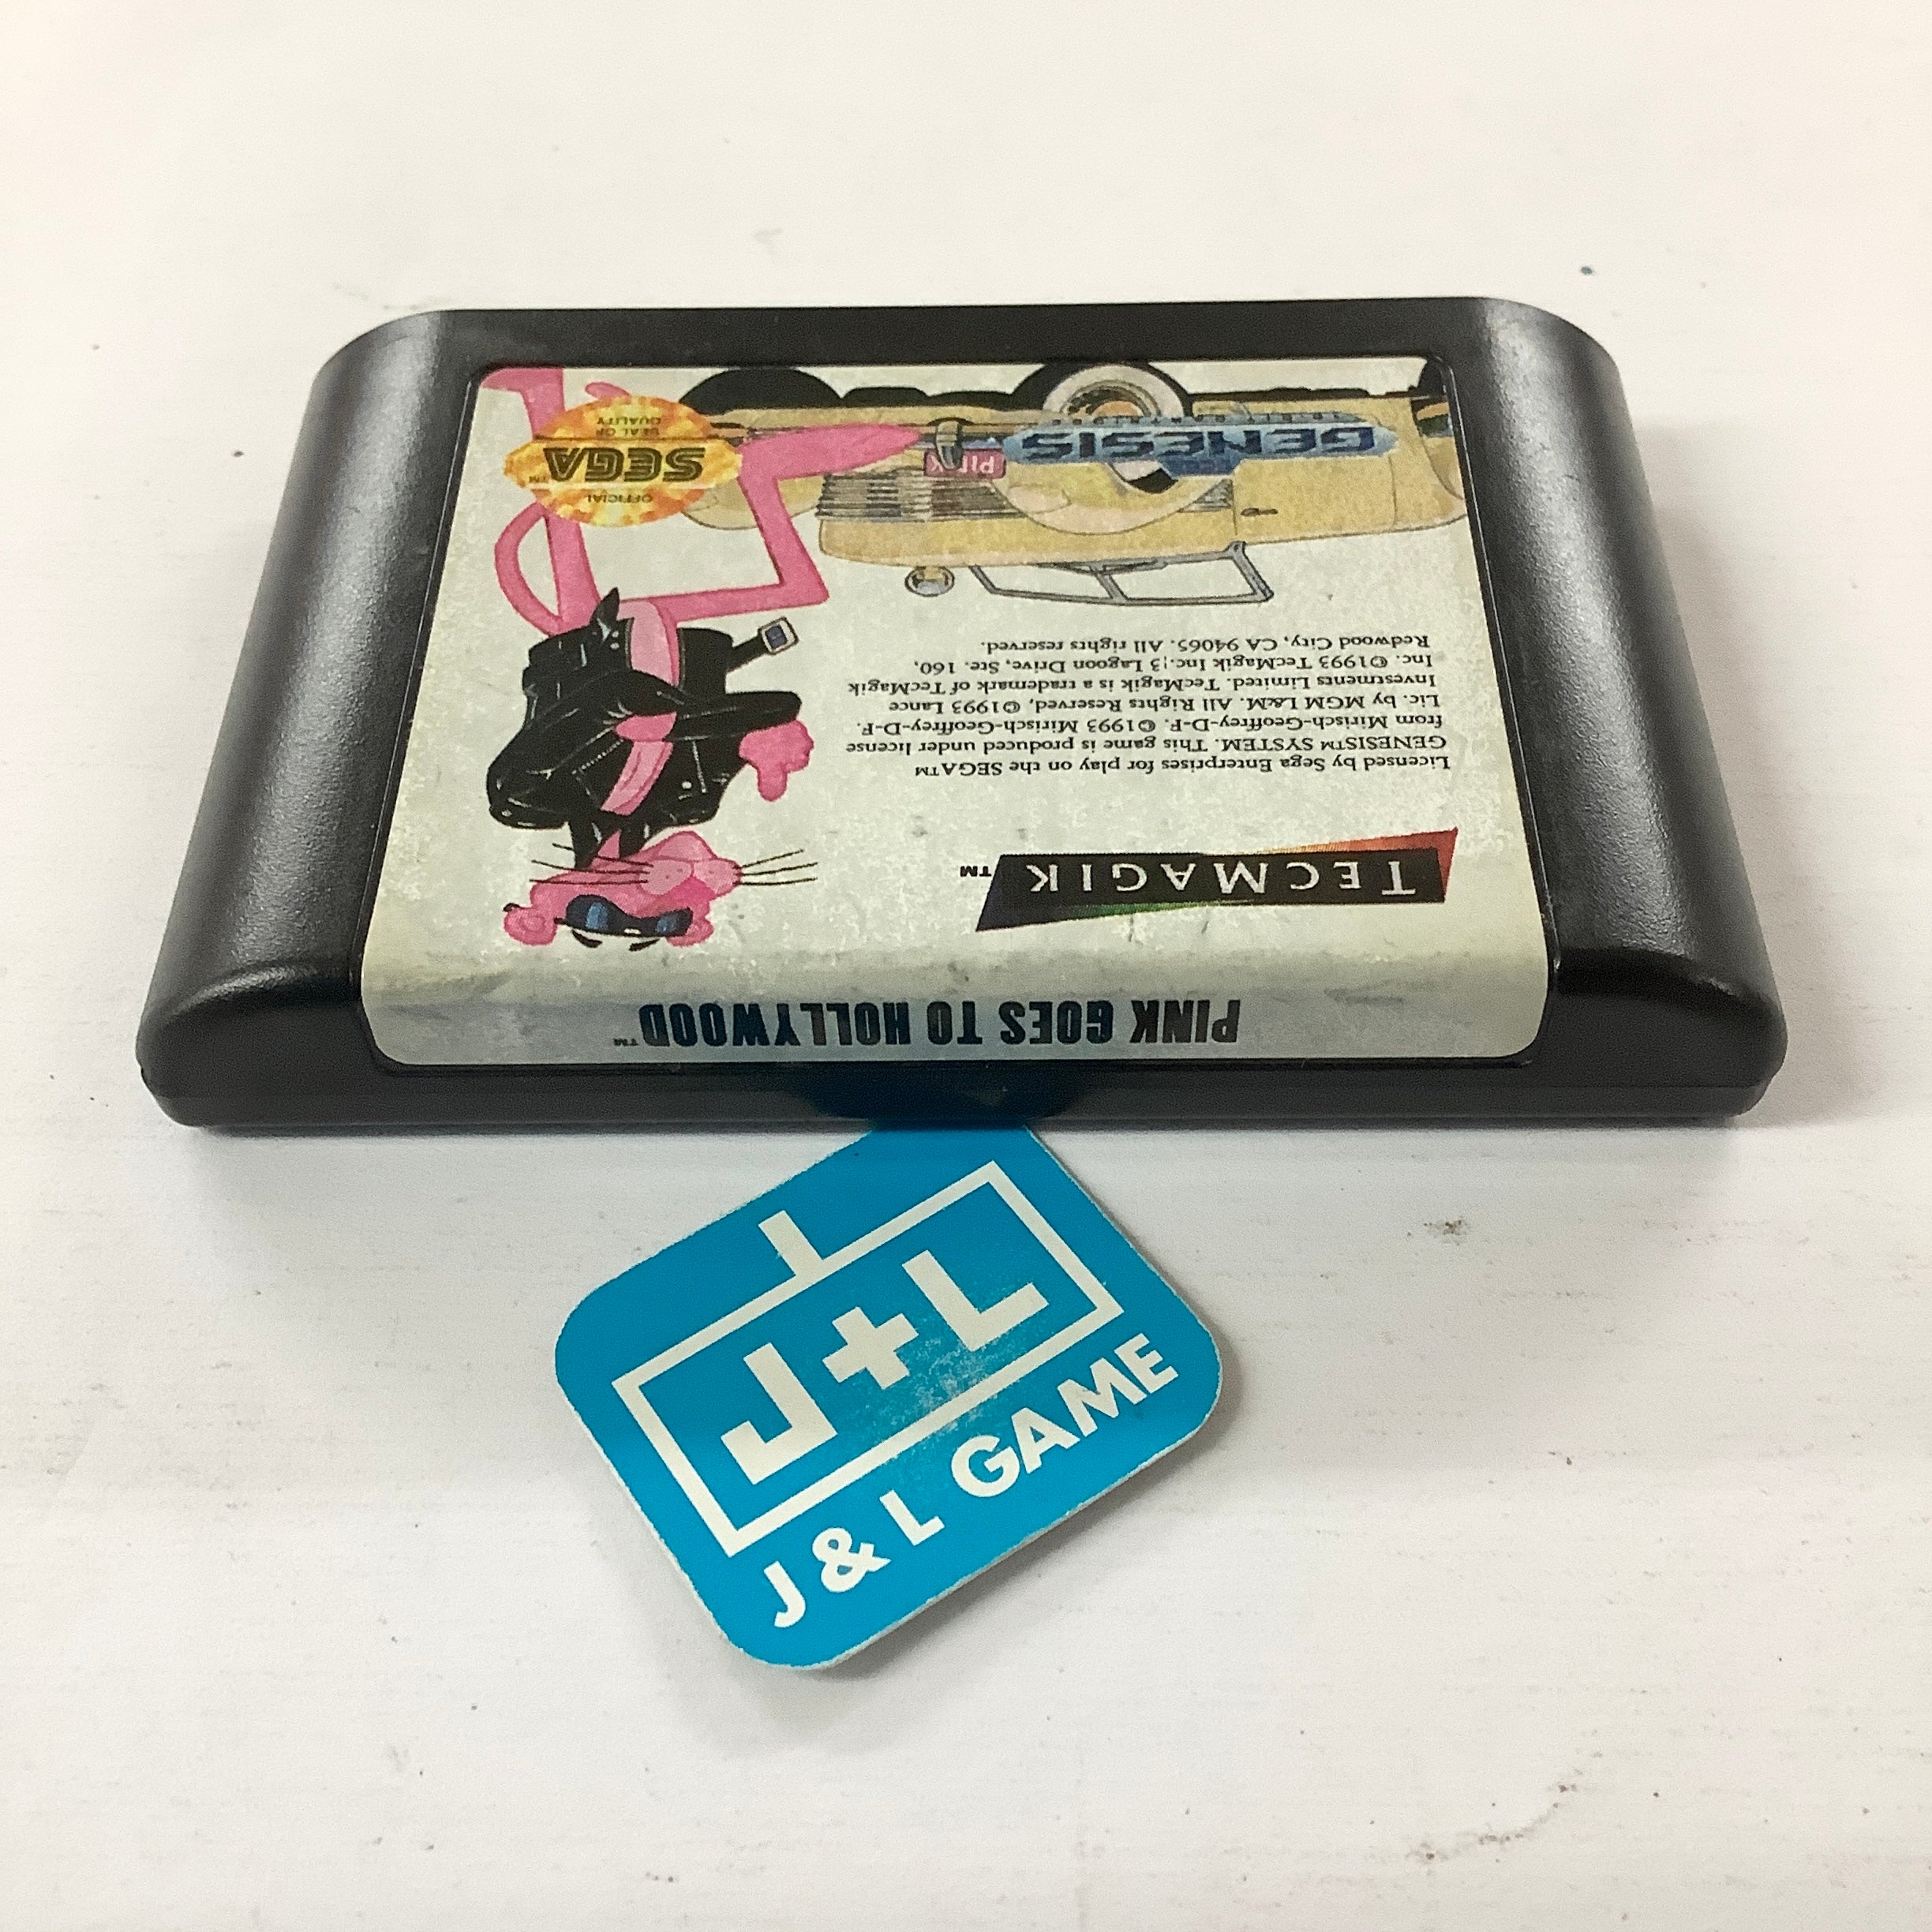 PINK GOES TO HOLLYWOOD™
TECMAGIK™
Licensed by Sega Enterprises for play on the SEGA™
GENESIS™ SYSTEM. This game is produced under license
from Mirisch-Geoffrey-D-F. ©1993 Mirisch-Geoffrey-D-F.
Lic. by MGM L&M. All Rights Reserved, ©1993 Lance
Investments Limited. TecMagik is a trademark of TecMagik
Inc. ©1993 TecMagik Inc.¦3 Lagoon Drive, Ste. 160,
Redwood City, CA 94065. All rights reserved.
PINK
GENESIS
OFFICIAL
SEGA™
SEAL OF
QUALITY
J+L
J & L GAME